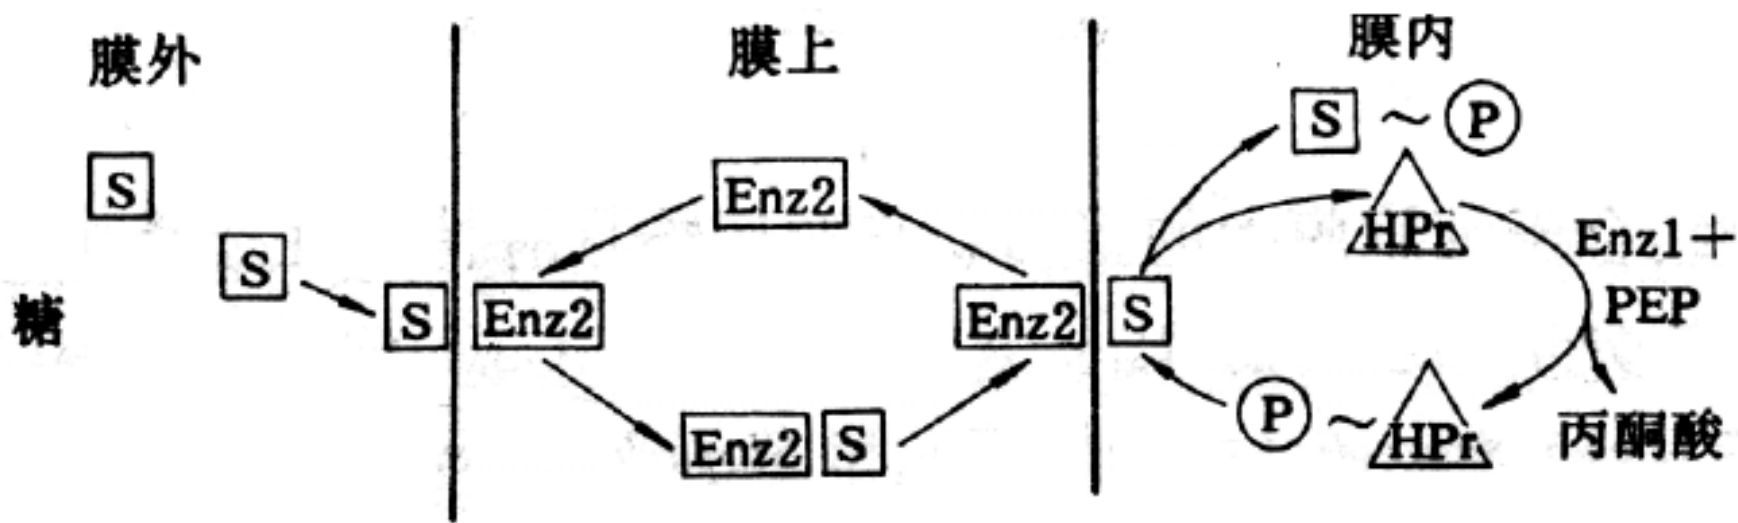 膜外
膜上
膜内
S
S
S
糖
Enz2
Enz2
Enz2
Enz2 S
S ~ P
HPr
Enz1+
PEP
S
P ~ HPr
丙酮酸